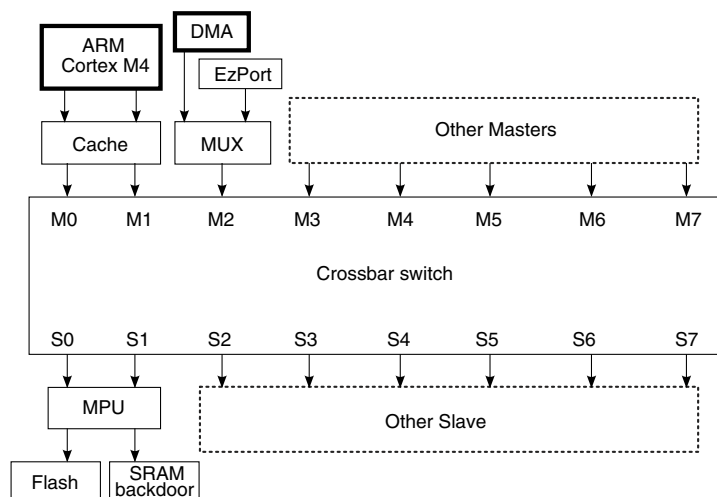 ARM
Cortex M4
DMA
EzPort
Cache
MUX
Other Masters
M0 M1 M2 M3 M4 M5 M6 M7
Crossbar switch
S0 S1 S2 S3 S4 S5 S6 S7
MPU
Other Slave
Flash
SRAM
backdoor